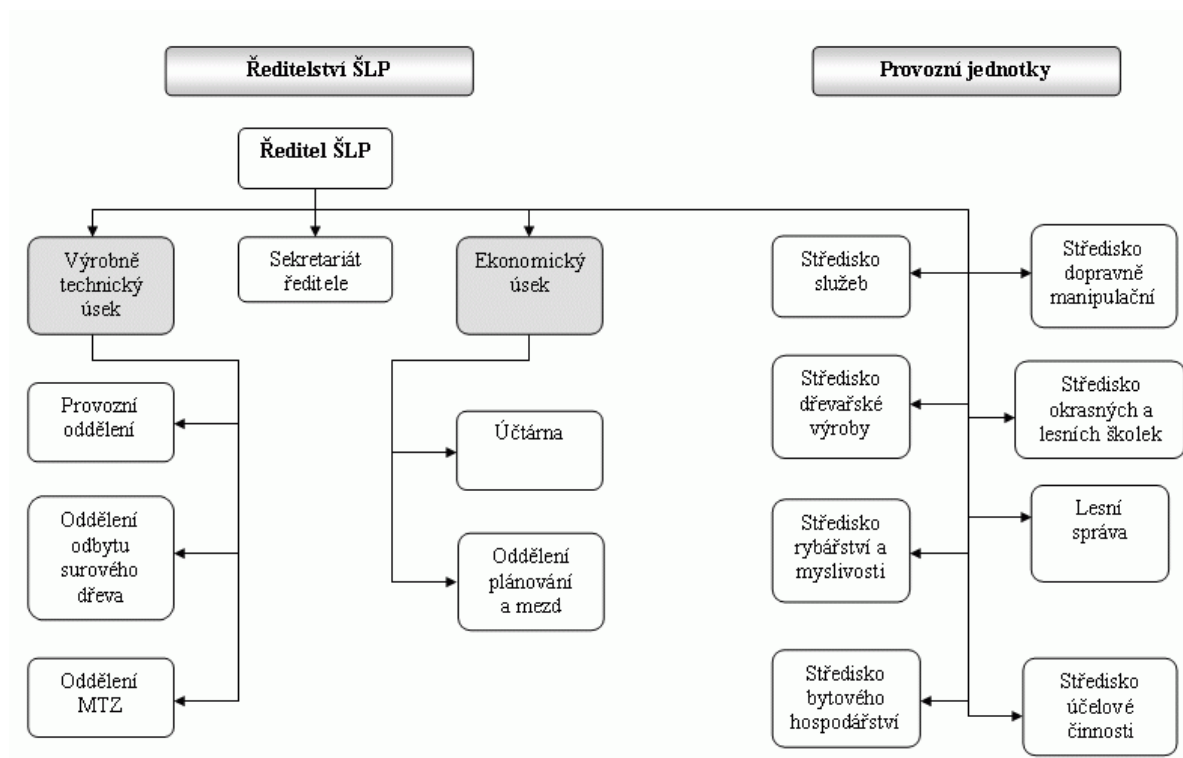 Ředitelství ŠLP
Provozní jednotky
Ředitel ŠLP
Výrobně
technický
úsek
Sekretariát
ředitele
Ekonomický
úsek
Středisko
služeb
Středisko
dopravně
manipulační
Provozní
oddělení
Účtárna
Středisko
dřevařské
výroby
Středisko
okrasných a
lesních školek
Oddělení
odbytu
surového
dřeva
Oddělení
plánování
a mezd
Středisko
rybářství a
myslivosti
Lesní
správa
Oddělení
MTZ
Středisko
bytového
hospodářství
Středisko
účelové
činnosti